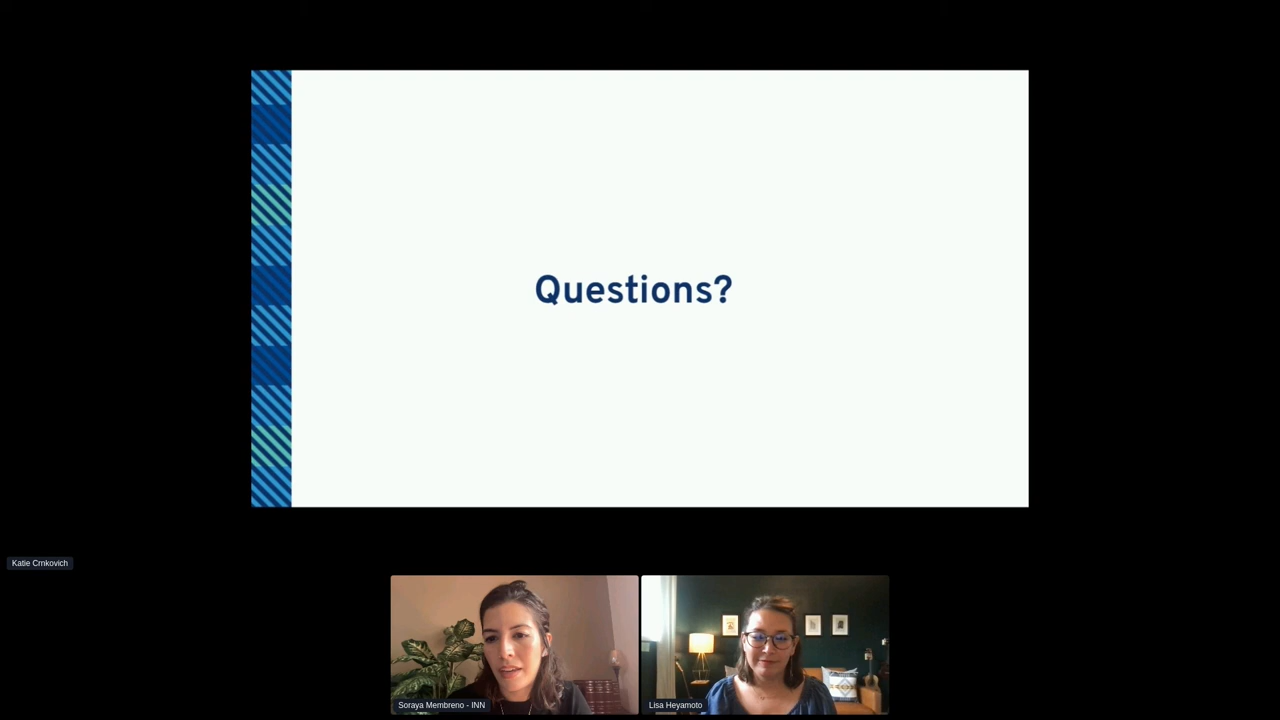 Questions?
Katie Crnkovich
Soraya Membreno - INN
Lisa Heyamoto